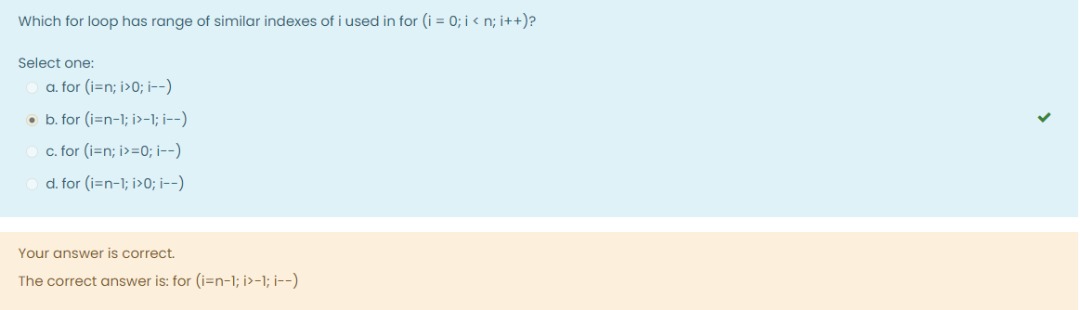 Which for loop has range of similar indexes of i used in for (i = 0; i < n; i++)?
Select one:
a. for (i=n; i>0; i--)
b. for (i=n-1; i>-1; i--)
c. for (i=n; i>=0; i--)
d. for (i=n-1; i>0; i--)
Your answer is correct.
The correct answer is: for (i=n-1; i>-1; i--)